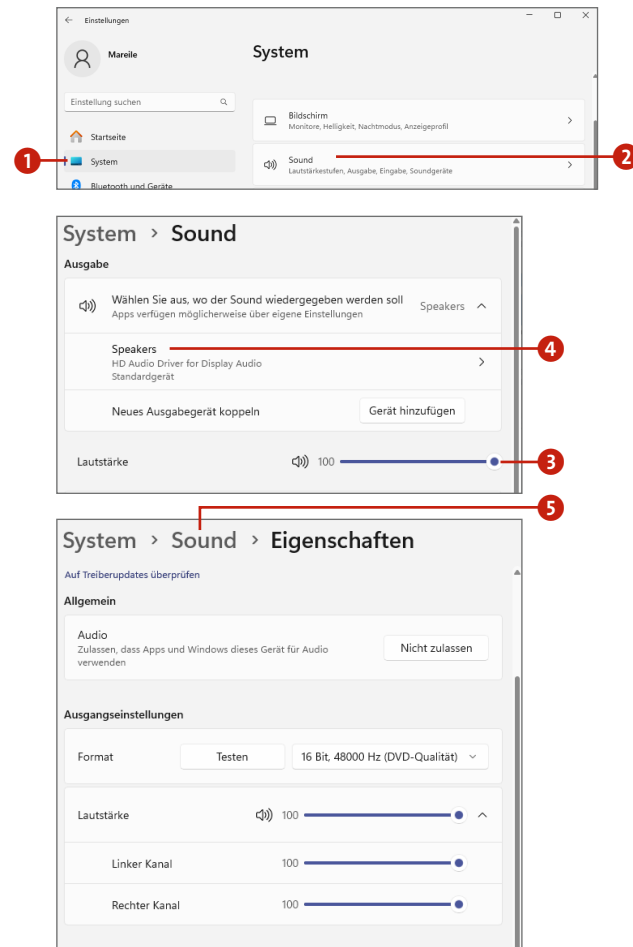 Einstellungen
Mareile
System
Einstellung suchen
Startseite
System
Bluetooth und Geräte
Bildschirm
Monitore, Helligkeit, Nachtmodus, Anzeigeprofil
Sound
Lautstärkestufen, Ausgabe, Eingabe, Soundgeräte
1
2
System > Sound
Ausgabe
Wählen Sie aus, wo der Sound wiedergegeben werden soll
Apps verfügen möglicherweise über eigene Einstellungen
Speakers
Speakers
HD Audio Driver for Display Audio
Standardgerät
4
Neues Ausgabegerät koppeln
Gerät hinzufügen
Lautstärke 100
3
5
System > Sound > Eigenschaften
Auf Treiberupdates überprüfen
Allgemein
Audio
Zulassen, dass Apps und Windows dieses Gerät für Audio
verwenden
Nicht zulassen
Ausgangseinstellungen
Format Testen 16 Bit, 48000 Hz (DVD-Qualität)
Lautstärke 100
Linker Kanal 100
Rechter Kanal 100